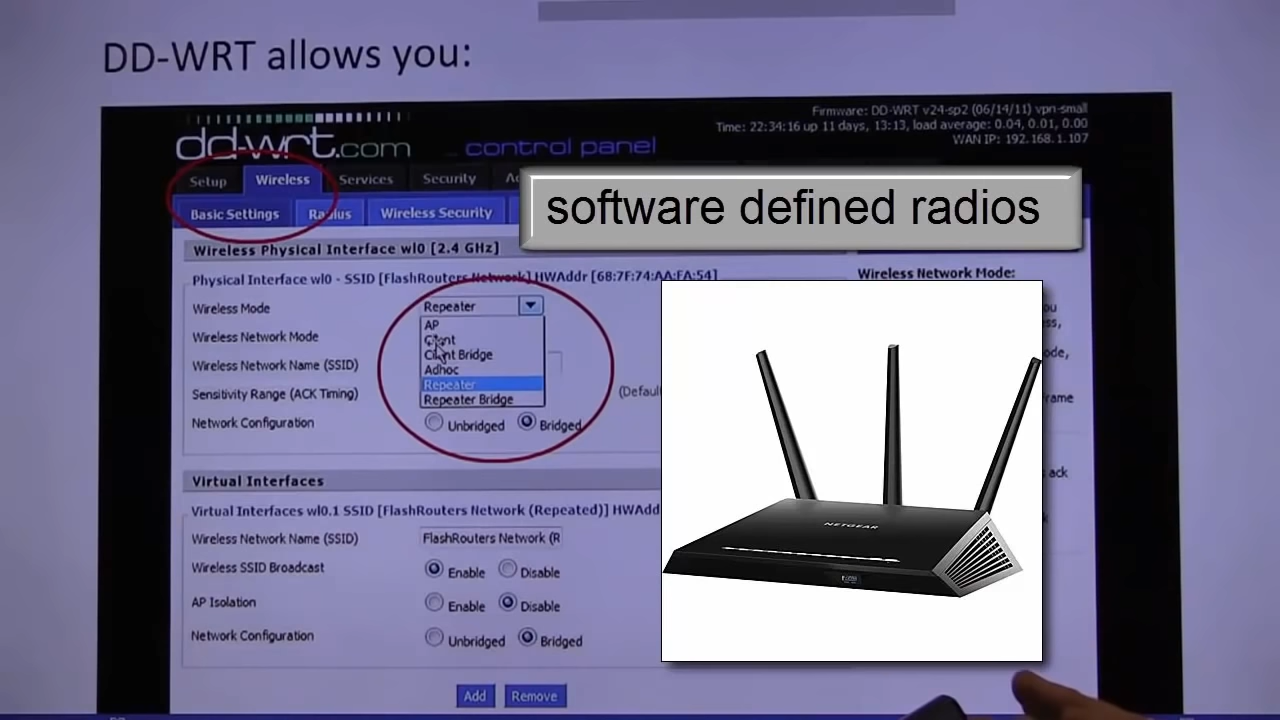 DD-WRT allows you:
dd-wrt.com control panel
Firmware: DD-WRT v24-sp2 (06/14/11) vpn-small
Time: 22:34:16 up 11 days, 13:13, load average: 0.04, 0.01, 0.00
WAN IP: 192.168.1.107
Setup Wireless Services Security
Basic Settings Radius Wireless Security
software defined radios
Wireless Physical Interface wl0 [2.4 GHz]
Physical Interface wl0 - SSID [FlashRouters Network] HWAddr [68:7F:74:AA:FA:54]
Wireless Network Mode:
Wireless Mode Repeater
AP
Client
Client Bridge
Adhoc
Repeater
Repeater Bridge
Wireless Network Mode
Wireless Network Name (SSID)
Sensitivity Range (ACK Timing)
Network Configuration Unbridged Bridged
Virtual Interfaces
Virtual Interfaces wl0.1 SSID [FlashRouters Network (Repeated)] HWAdd
Wireless Network Name (SSID) FlashRouters Network (R
Wireless SSID Broadcast Enable Disable
AP Isolation Enable Disable
Network Configuration Unbridged Bridged
Add Remove
NETGEAR